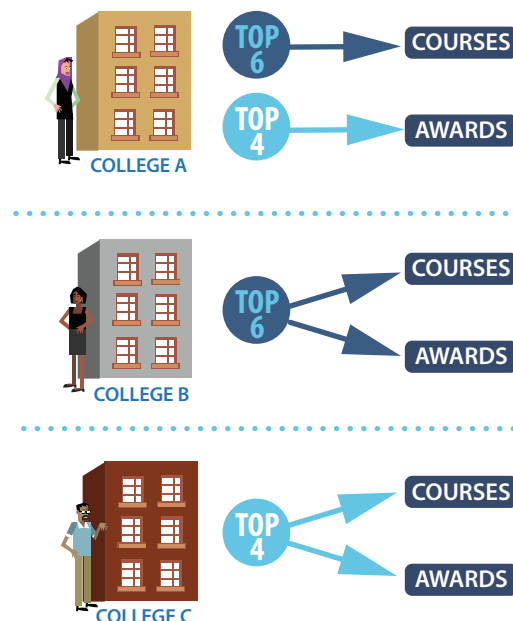 TOP
6
COURSES
TOP
4
AWARDS
COLLEGE A
TOP
6
COURSES
AWARDS
COLLEGE B
TOP
4
COURSES
AWARDS
COLLEGE C